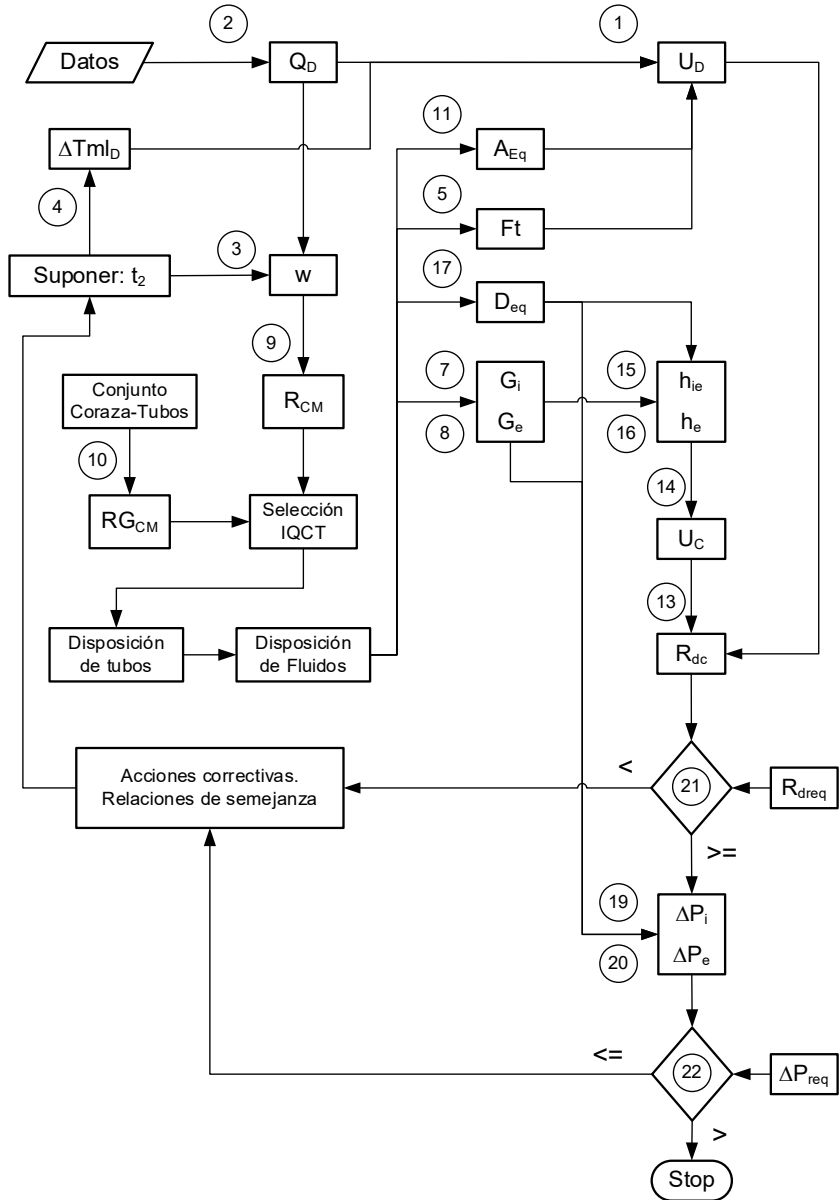 2
1
Datos
Q_D
U_D
11
ΔTml_D
A_Eq
4
5
Ft
3
Suponer: t_2
w
17
D_eq
9
7
15
Conjunto
Coraza-Tubos
R_CM
G_i
G_e
h_ie
h_e
8
16
10
14
RG_CM
Selección
IQCT
U_C
13
Disposición
de tubos
Disposición
de Fluidos
R_dc
Acciones correctivas.
Relaciones de semejanza
<
21
R_dreq
>=
19
ΔP_i
ΔP_e
20
<=
22
ΔP_req
>
Stop